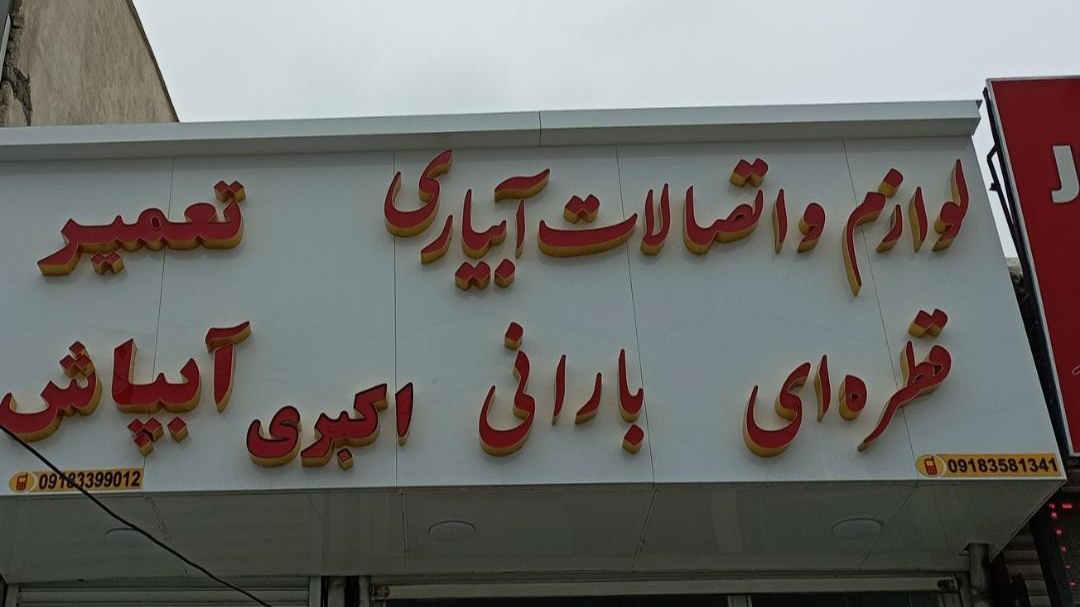 لوازم و اتصالات آبیاری تعمیر
قطره ای بارانی اکبری آبپاش
09183581341
09183399012